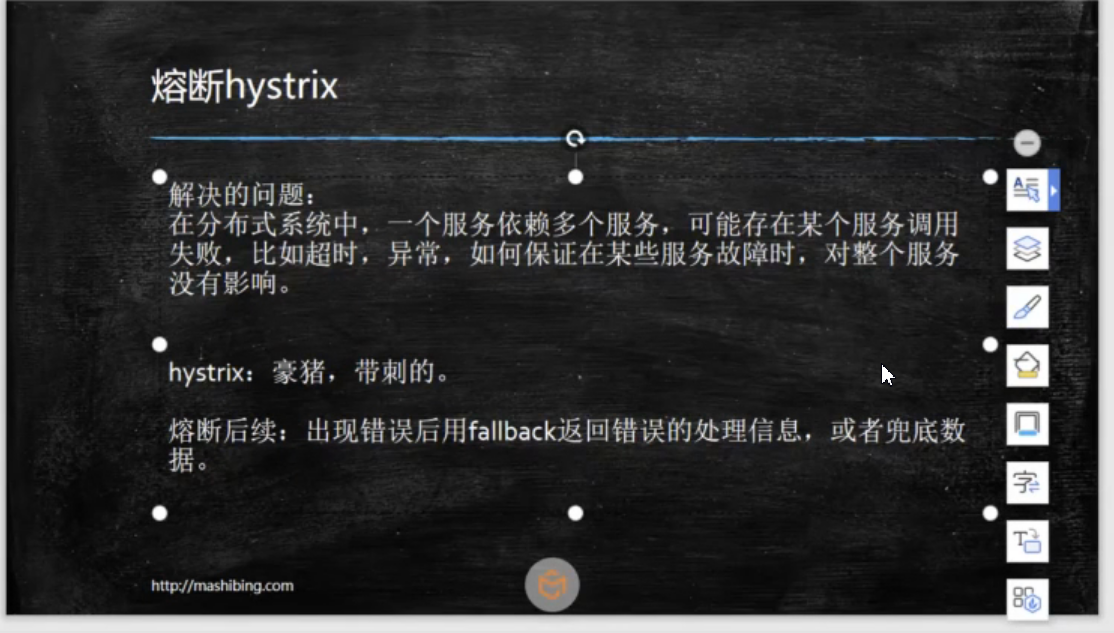 熔断hystrix
解决的问题：
在分布式系统中，一个服务依赖多个服务，可能存在某个服务调用
失败，比如超时，异常，如何保证在某些服务故障时，对整个服务
没有影响。
hystrix：豪猪，带刺的。
熔断后续：出现错误后用fallback返回错误的处理信息，或者兜底数
据。
http://mashibing.com